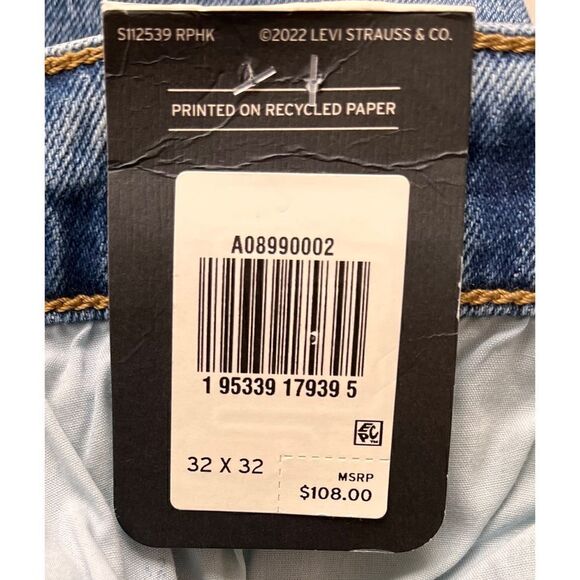 S112539 RPHK ©2022 LEVI STRAUSS & CO.
PRINTED ON RECYCLED PAPER
A08990002
1 95339 17939 5
EPC
32 X 32
MSRP
$108.00